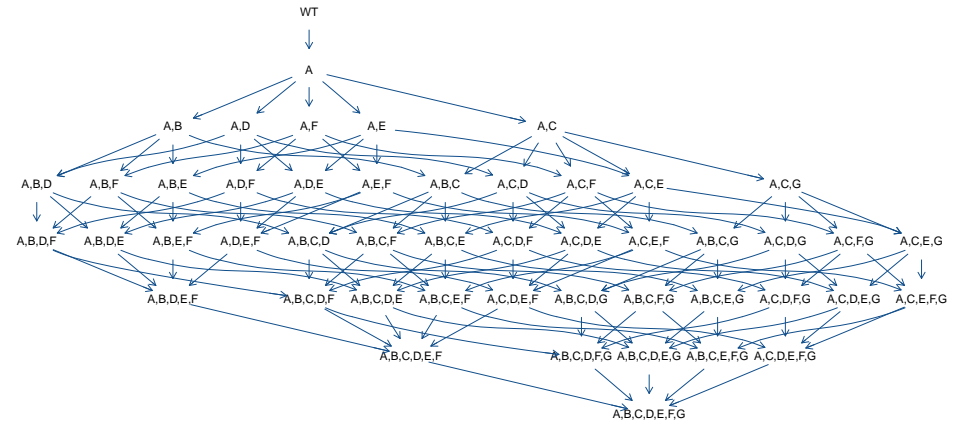 WT
A
A,B A,D A,F A,E A,C
A,B,D A,B,F A,B,E A,D,F A,D,E A,E,F A,B,C A,C,D A,C,F A,C,E A,C,G
A,B,D,F A,B,D,E A,B,E,F A,D,E,F A,B,C,D A,B,C,F A,B,C,E A,C,D,F A,C,D,E A,C,E,F A,B,C,G A,C,D,G A,C,F,G A,C,E,G
A,B,D,E,F A,B,C,D,F A,B,C,D,E A,B,C,E,F A,C,D,E,F A,B,C,D,G A,B,C,F,G A,B,C,E,G A,C,D,F,G A,C,D,E,G A,C,E,F,G
A,B,C,D,E,F A,B,C,D,F,G A,B,C,D,E,G A,B,C,E,F,G A,C,D,E,F,G
A,B,C,D,E,F,G